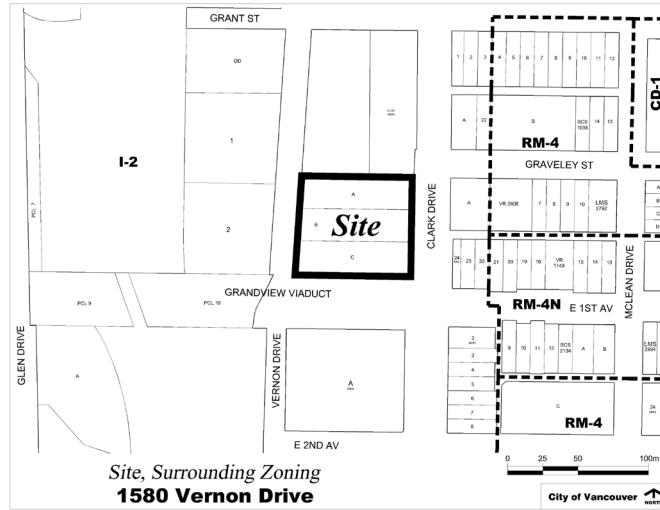 GRANT ST
DD
1
2
I-2
PCL 7
A
B
C
Site
1 2 3 4 5 6 7 8 9 10 11 12
A 22 B BCS 1036 14 13
RM-4
CD-1
GRAVELEY ST
A VR 2608 7 8 9 10 LMS 2792
A
B
C
D
CLARK DRIVE
MCLEAN DRIVE
23 22 21 20 19 18 VR 1149 15 14 13
GRANDVIEW VIADUCT
PCL 9
PCL 10
RM-4N
E 1ST AV
GLEN DRIVE
VERNON DRIVE
A
A
2
3
4
5
6
7
8
9 10 11 12 BCS 2134 A B
LMS 2894
C
RM-4
24
E 2ND AV
Site, Surrounding Zoning
1580 Vernon Drive
0 25 50 100m
City of Vancouver
NORTH